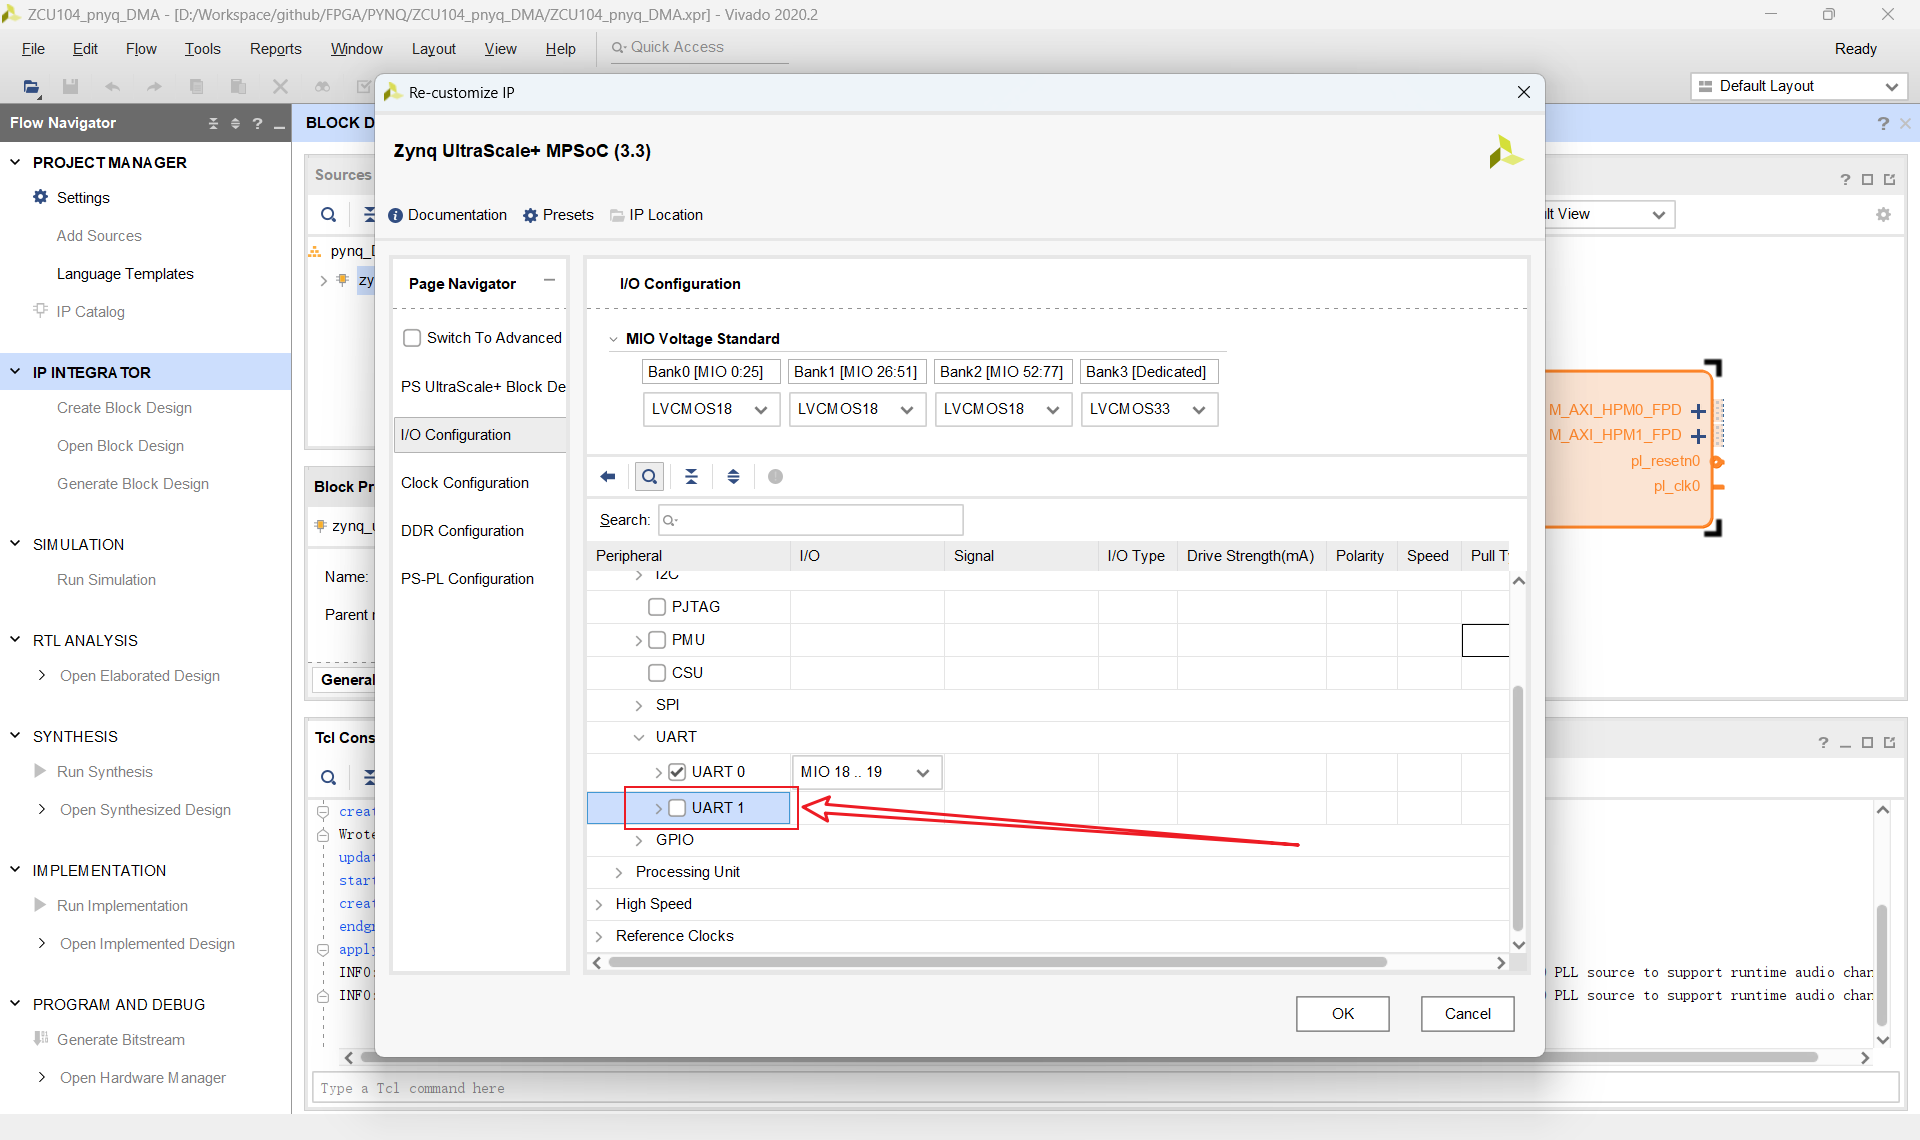 ZCU104_pnyq_DMA - [D:/Workspace/github/FPGA/PYNQ/ZCU104_pnyq_DMA/ZCU104_pnyq_DMA.xpr] - Vivado 2020.2
File Edit Flow Tools Reports Window Layout View Help Quick Access Ready
Default Layout
Flow Navigator ? _
PROJECT MANAGER
Settings
Add Sources
Language Templates
IP Catalog
IP INTEGRATOR
Create Block Design
Open Block Design
Generate Block Design
SIMULATION
Run Simulation
RTL ANALYSIS
Open Elaborated Design
SYNTHESIS
Run Synthesis
Open Synthesized Design
IMPLEMENTATION
Run Implementation
Open Implemented Design
PROGRAM AND DEBUG
Generate Bitstream
Open Hardware Manager
BLOCK D
Sources
pynq_D
zy
Block Pr
zynq_u
Name:
Parent
General
Tcl Cons
creat
Wrote
updat
start
creat
endgr
apply
INFO:
INFO:
Type a Tcl command here
Re-customize IP
Zynq UltraScale+ MPSoC (3.3)
Documentation Presets IP Location
Page Navigator
Switch To Advanced
PS UltraScale+ Block De
I/O Configuration
Clock Configuration
DDR Configuration
PS-PL Configuration
I/O Configuration
MIO Voltage Standard
Bank0 [MIO 0:25] Bank1 [MIO 26:51] Bank2 [MIO 52:77] Bank3 [Dedicated]
LVCMOS18 LVCMOS18 LVCMOS18 LVCMOS33
Search:
Peripheral I/O Signal I/O Type Drive Strength(mA) Polarity Speed Pull T
I2C
PJTAG
PMU
CSU
SPI
UART
UART 0 MIO 18 .. 19
UART 1
GPIO
Processing Unit
High Speed
Reference Clocks
OK Cancel
lt View
M_AXI_HPM0_FPD
M_AXI_HPM1_FPD
pl_resetn0
pl_clk0
PLL source to support runtime audio chan
PLL source to support runtime audio chan